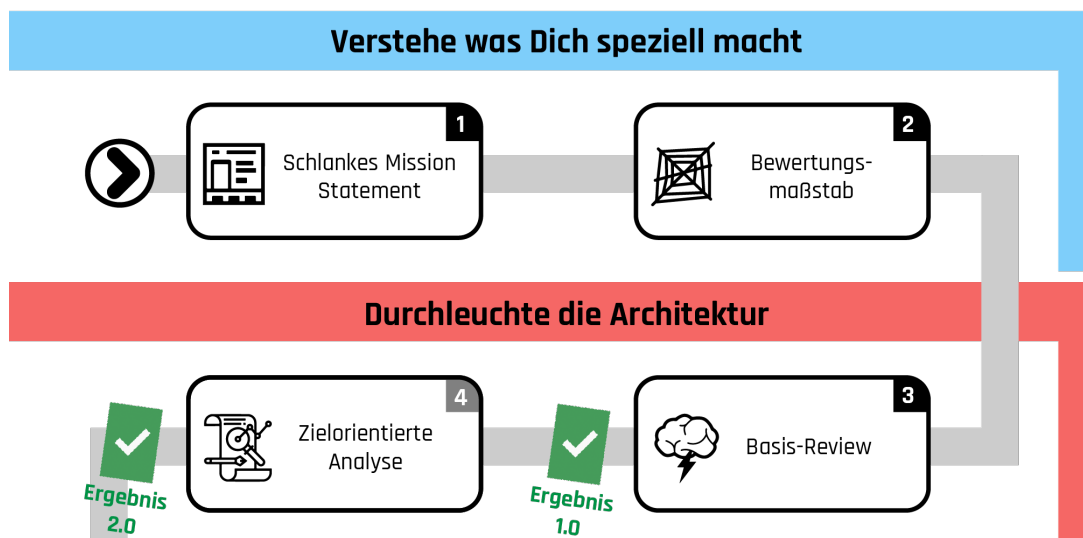 Verstehe was Dich speziell macht
1
Schlankes Mission
Statement
2
Bewertungs-
maßstab
Durchleuchte die Architektur
4
Zielorientierte
Analyse
3
Basis-Review
Ergebnis
2.0
Ergebnis
1.0